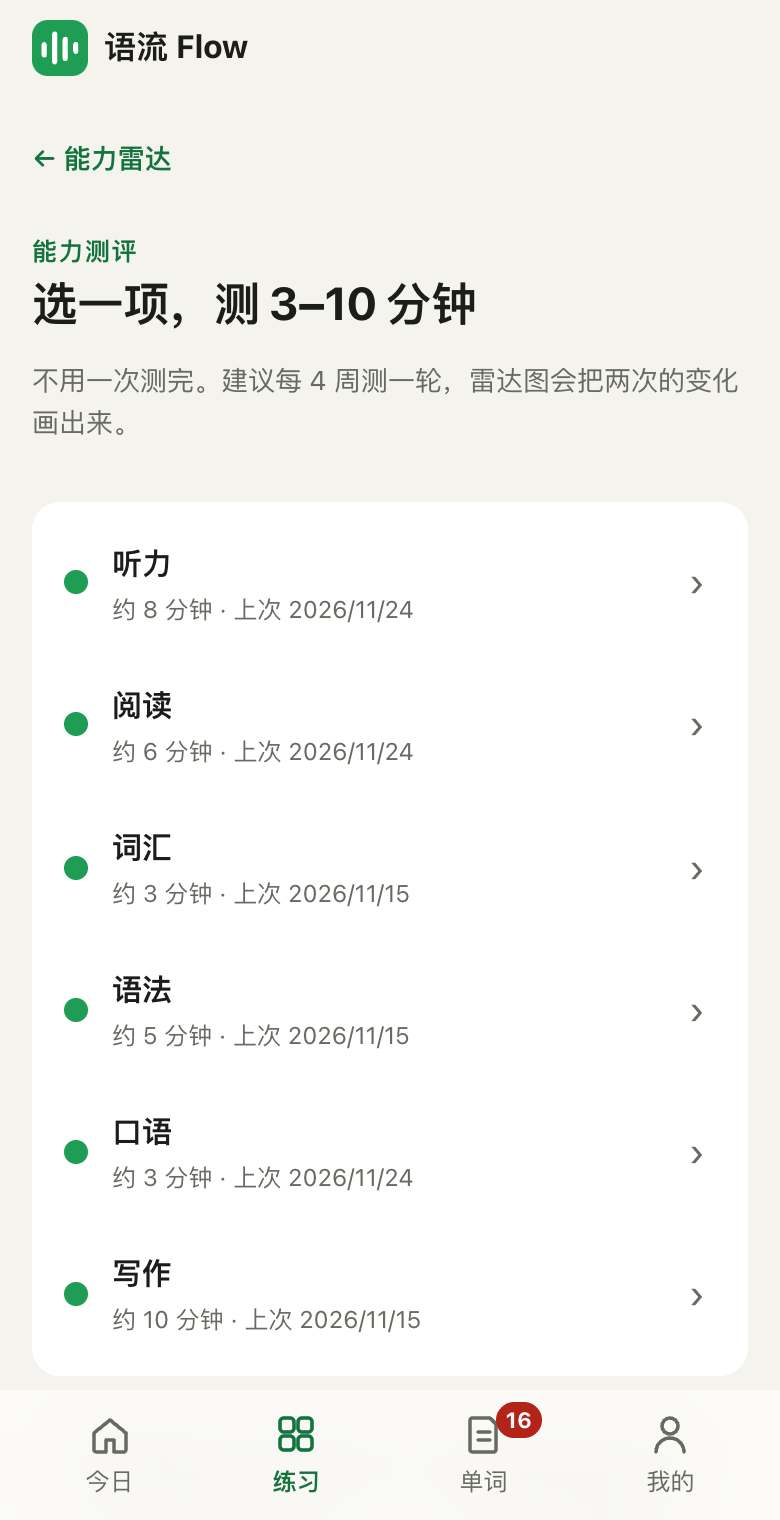 语流 Flow
← 能力雷达
能力测评
选一项，测 3–10 分钟
不用一次测完。建议每 4 周测一轮，雷达图会把两次的变化
画出来。
听力
约 8 分钟 · 上次 2026/11/24
阅读
约 6 分钟 · 上次 2026/11/24
词汇
约 3 分钟 · 上次 2026/11/15
语法
约 5 分钟 · 上次 2026/11/15
口语
约 3 分钟 · 上次 2026/11/24
写作
约 10 分钟 · 上次 2026/11/15
16
今日
练习
单词
我的